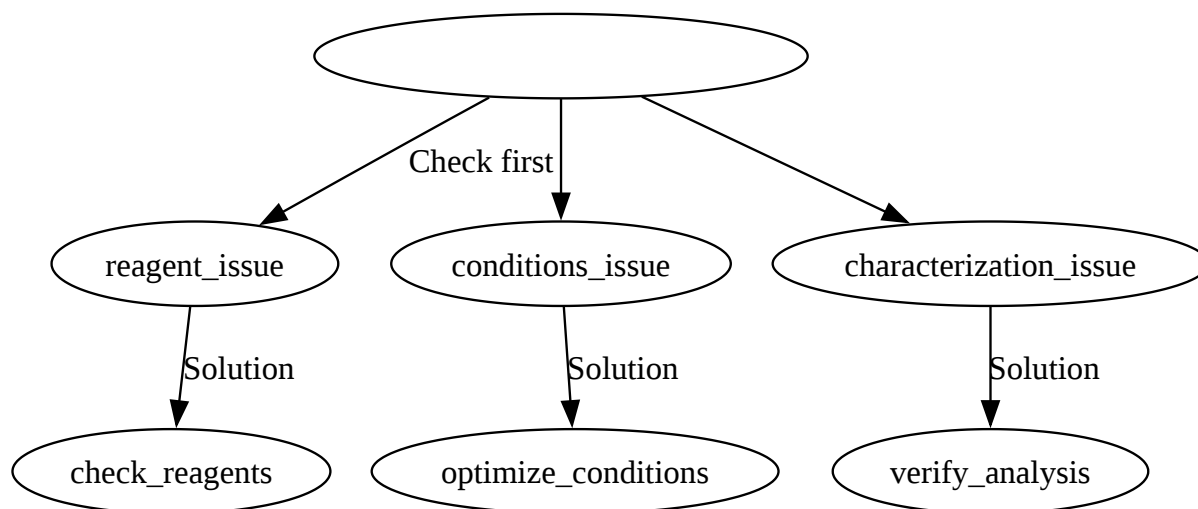 Check first
reagent_issue
conditions_issue
characterization_issue
Solution
Solution
Solution
check_reagents
optimize_conditions
verify_analysis